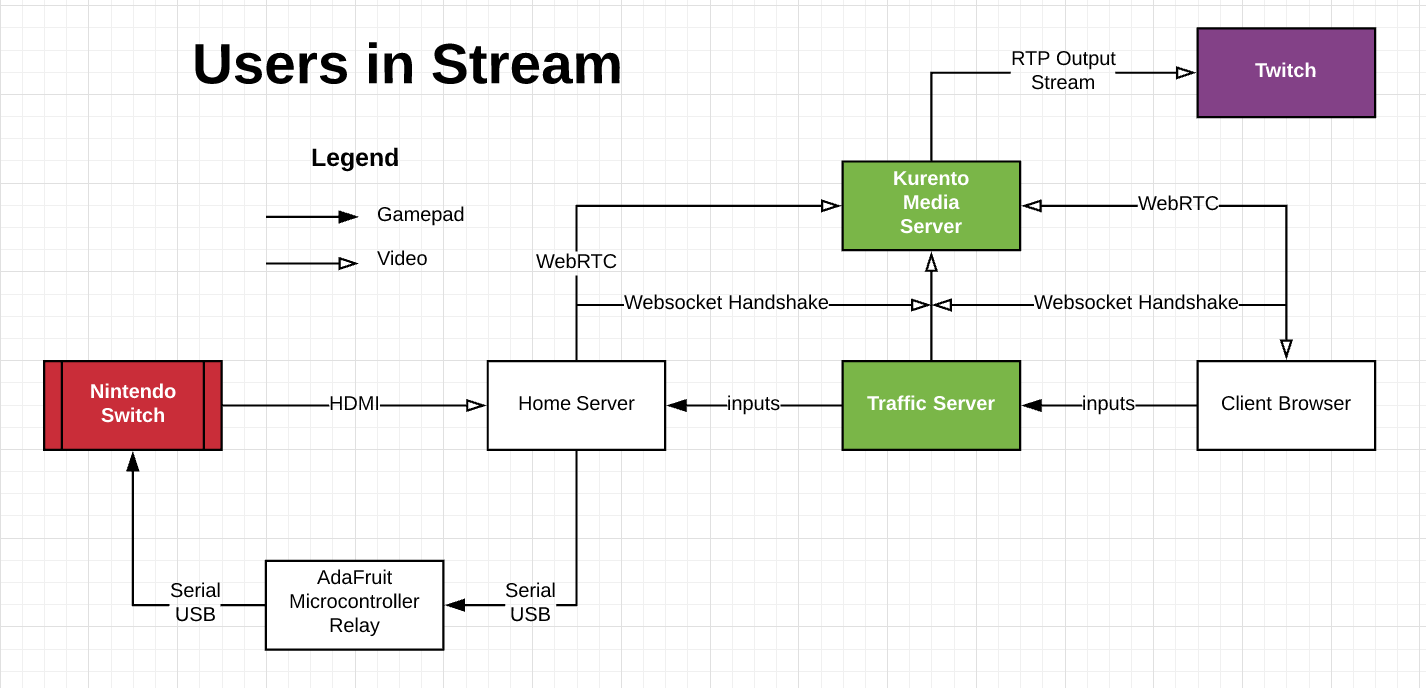 Users in Stream
RTP Output
Stream
Twitch
Legend
Gamepad
Video
Kurento
Media
Server
WebRTC
WebRTC
Websocket Handshake
Websocket Handshake
Nintendo
Switch
HDMI
Home Server
inputs
Traffic Server
inputs
Client Browser
Serial
USB
AdaFruit
Microcontroller
Relay
Serial
USB